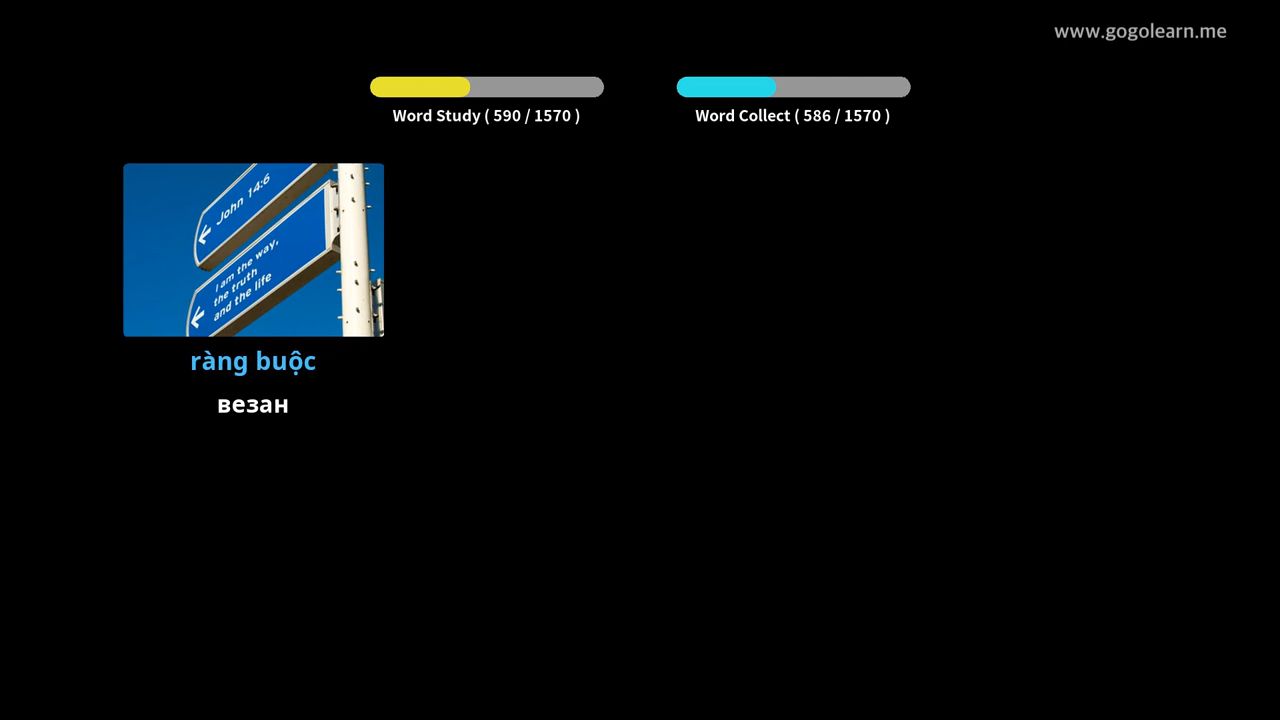 www.gogolearn.me
Word Study ( 590 / 1570 )
Word Collect ( 586 / 1570 )
John 14:6
I am the way,
the truth
and the life
ràng buộc
везан